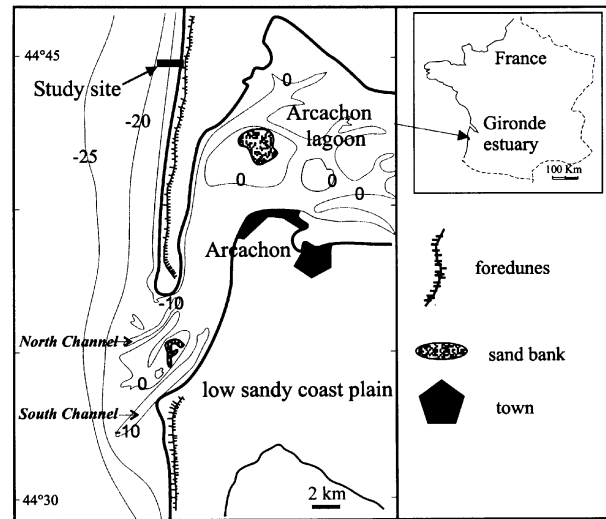 44°45
Study site
-20
-25
0
Arcachon
lagoon
0
0
0
0
Arcachon
-10
North Channel
0
South Channel
-10
low sandy coast plain
44°30
2 km
France
Gironde
estuary
100 Km
foredunes
sand bank
town